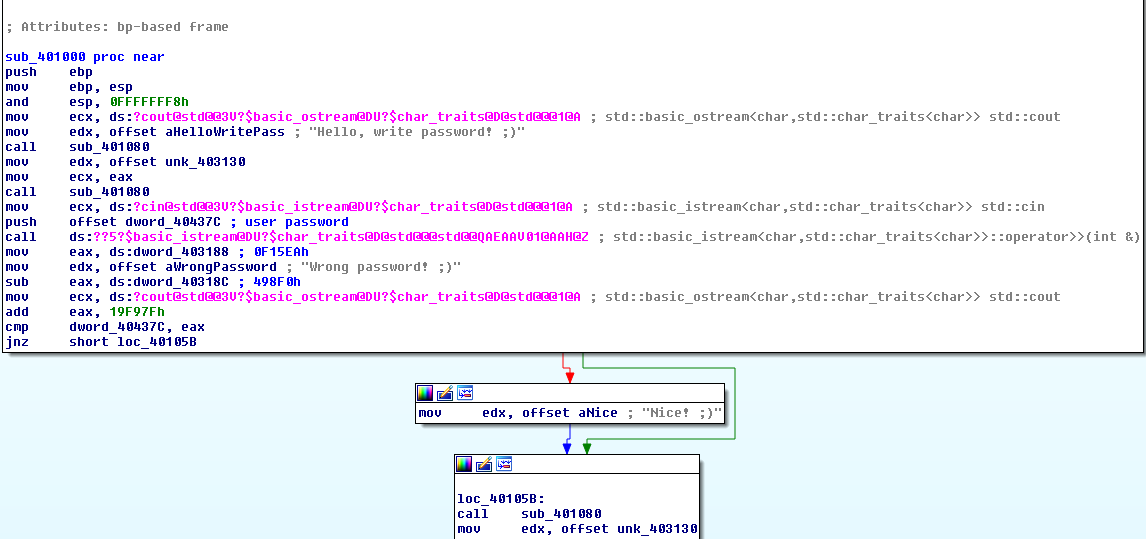 ; Attributes: bp-based frame
sub_401000 proc near
push ebp
mov ebp, esp
and esp, 0FFFFFFF8h
mov ecx, ds:?cout@std@@3V?$basic_ostream@DU?$char_traits@D@std@@@1@A ; std::basic_ostream<char,std::char_traits<char>> std::cout
mov edx, offset aHelloWritePass ; "Hello, write password! ;)"
call sub_401080
mov edx, offset unk_403130
mov ecx, eax
call sub_401080
mov ecx, ds:?cin@std@@3V?$basic_istream@DU?$char_traits@D@std@@@1@A ; std::basic_istream<char,std::char_traits<char>> std::cin
push offset dword_40437C ; user password
call ds:??5?$basic_istream@DU?$char_traits@D@std@@@std@@QAEAAV01@AAH@Z ; std::basic_istream<char,std::char_traits<char>>::operator>>(int &)
mov eax, ds:dword_403188 ; 0F15EAh
mov edx, offset aWrongPassword ; "Wrong password! ;)"
sub eax, ds:dword_40318C ; 498F0h
mov ecx, ds:?cout@std@@3V?$basic_ostream@DU?$char_traits@D@std@@@1@A ; std::basic_ostream<char,std::char_traits<char>> std::cout
add eax, 19F97Fh
cmp dword_40437C, eax
jnz short loc_40105B
mov edx, offset aNice ; "Nice! ;)"
loc_40105B:
call sub_401080
mov edx, offset unk_403130